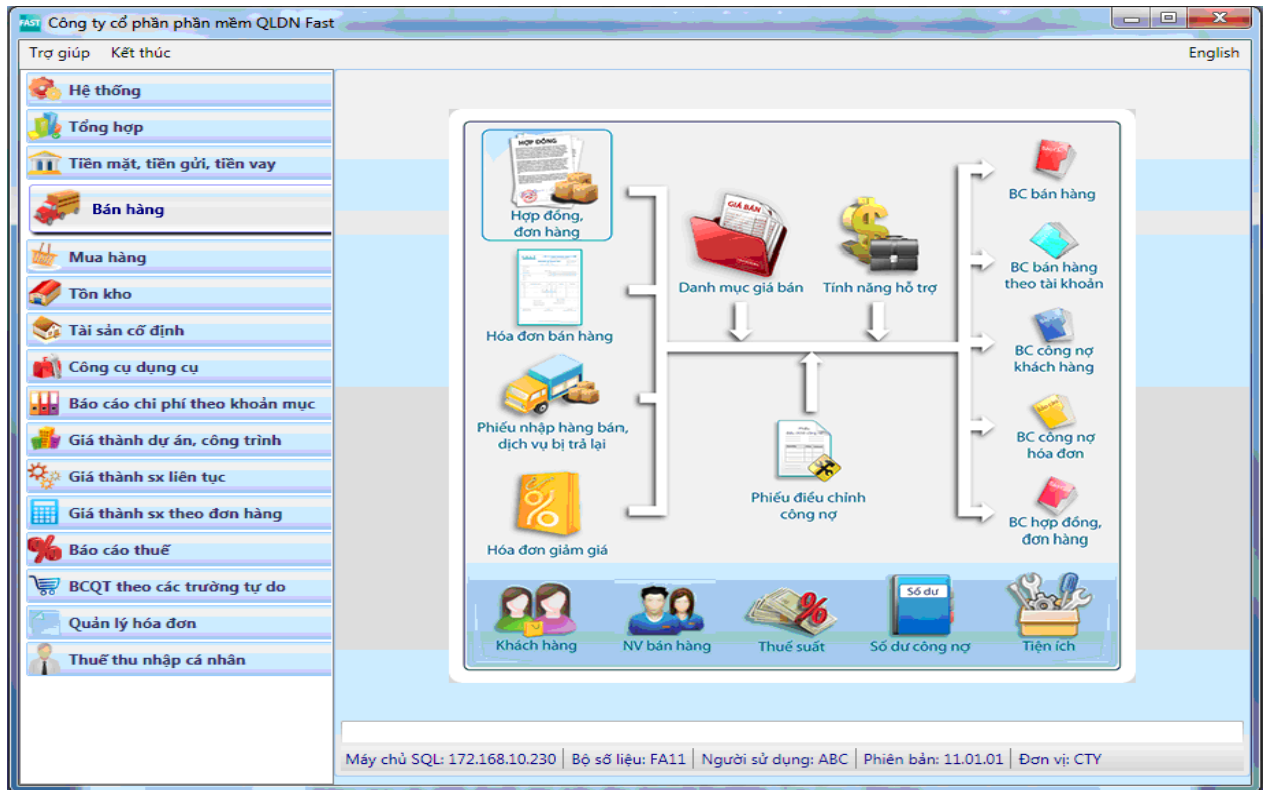 FAST Công ty cổ phần phần mềm QLDN Fast
Trợ giúp Kết thúc English
Hệ thống
Tổng hợp
Tiền mặt, tiền gửi, tiền vay
Bán hàng
Mua hàng
Tồn kho
Tài sản cố định
Công cụ dụng cụ
Báo cáo chi phí theo khoản mục
Giá thành dự án, công trình
Giá thành sx liên tục
Giá thành sx theo đơn hàng
Báo cáo thuế
BCQT theo các trường tự do
Quản lý hóa đơn
Thuế thu nhập cá nhân
HỢP ĐỒNG
Hợp đồng,
đơn hàng
Hóa đơn bán hàng
Phiếu nhập hàng bán,
dịch vụ bị trả lại
Hóa đơn giảm giá
GIÁ BÁN
Danh mục giá bán
Tính năng hỗ trợ
Phiếu điều chỉnh
công nợ
BC bán hàng
BC bán hàng
theo tài khoản
BC công nợ
khách hàng
BC công nợ
hóa đơn
BC hợp đồng,
đơn hàng
Khách hàng
NV bán hàng
Thuế suất
Số dư
Số dư công nợ
Tiện ích
Máy chủ SQL: 172.168.10.230 Bộ số liệu: FA11 Người sử dụng: ABC Phiên bản: 11.01.01 Đơn vị: CTY